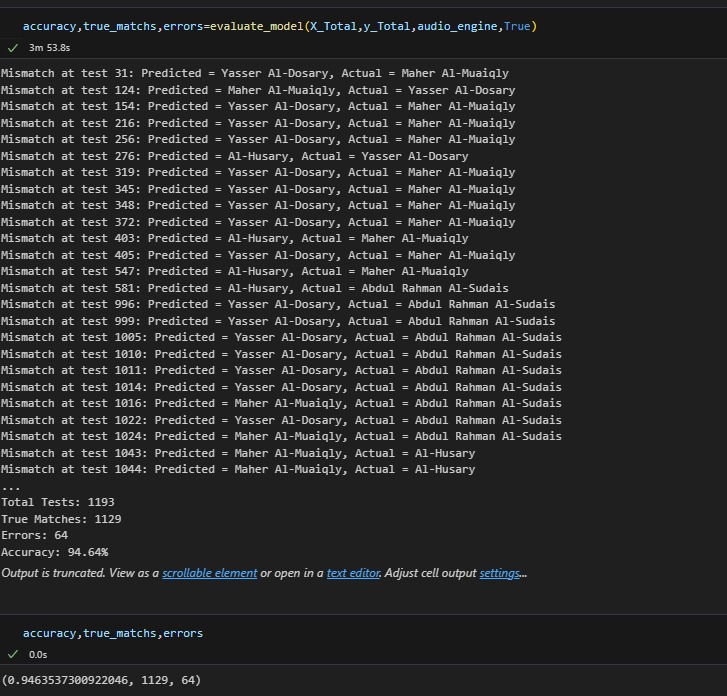 accuracy,true_matchs,errors=evaluate_model(X_Total,y_Total,audio_engine,True)
3m 53.8s
Mismatch at test 31: Predicted = Yasser Al-Dosary, Actual = Maher Al-Muaiqly
Mismatch at test 124: Predicted = Maher Al-Muaiqly, Actual = Yasser Al-Dosary
Mismatch at test 154: Predicted = Yasser Al-Dosary, Actual = Maher Al-Muaiqly
Mismatch at test 216: Predicted = Yasser Al-Dosary, Actual = Maher Al-Muaiqly
Mismatch at test 256: Predicted = Yasser Al-Dosary, Actual = Maher Al-Muaiqly
Mismatch at test 276: Predicted = Al-Husary, Actual = Yasser Al-Dosary
Mismatch at test 319: Predicted = Yasser Al-Dosary, Actual = Maher Al-Muaiqly
Mismatch at test 345: Predicted = Yasser Al-Dosary, Actual = Maher Al-Muaiqly
Mismatch at test 348: Predicted = Yasser Al-Dosary, Actual = Maher Al-Muaiqly
Mismatch at test 372: Predicted = Yasser Al-Dosary, Actual = Maher Al-Muaiqly
Mismatch at test 403: Predicted = Al-Husary, Actual = Maher Al-Muaiqly
Mismatch at test 405: Predicted = Yasser Al-Dosary, Actual = Maher Al-Muaiqly
Mismatch at test 547: Predicted = Al-Husary, Actual = Maher Al-Muaiqly
Mismatch at test 581: Predicted = Al-Husary, Actual = Abdul Rahman Al-Sudais
Mismatch at test 996: Predicted = Yasser Al-Dosary, Actual = Abdul Rahman Al-Sudais
Mismatch at test 999: Predicted = Yasser Al-Dosary, Actual = Abdul Rahman Al-Sudais
Mismatch at test 1005: Predicted = Yasser Al-Dosary, Actual = Abdul Rahman Al-Sudais
Mismatch at test 1010: Predicted = Yasser Al-Dosary, Actual = Abdul Rahman Al-Sudais
Mismatch at test 1011: Predicted = Yasser Al-Dosary, Actual = Abdul Rahman Al-Sudais
Mismatch at test 1014: Predicted = Yasser Al-Dosary, Actual = Abdul Rahman Al-Sudais
Mismatch at test 1016: Predicted = Maher Al-Muaiqly, Actual = Abdul Rahman Al-Sudais
Mismatch at test 1022: Predicted = Yasser Al-Dosary, Actual = Abdul Rahman Al-Sudais
Mismatch at test 1024: Predicted = Maher Al-Muaiqly, Actual = Abdul Rahman Al-Sudais
Mismatch at test 1043: Predicted = Maher Al-Muaiqly, Actual = Al-Husary
Mismatch at test 1044: Predicted = Maher Al-Muaiqly, Actual = Al-Husary
...
Total Tests: 1193
True Matches: 1129
Errors: 64
Accuracy: 94.64%
Output is truncated. View as a scrollable element or open in a text editor. Adjust cell output settings...
accuracy,true_matchs,errors
0.0s
(0.9463537300922046, 1129, 64)